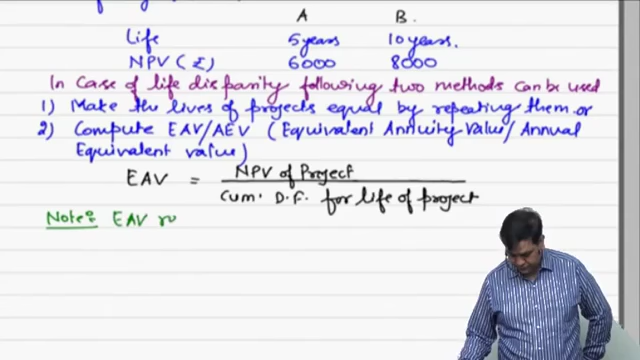 A B.
Life 5 years 10 years.
NPV (₹) 6000 8000
In case of life disparity following two methods can be used
1) Make the lives of projects equal by repeating them or
2) Compute EAV/AEV (Equivalent Annuity Value/Annual
Equivalent value)
EAV = NPV of Project
Cum. D.F. for life of project
Note:
EAV